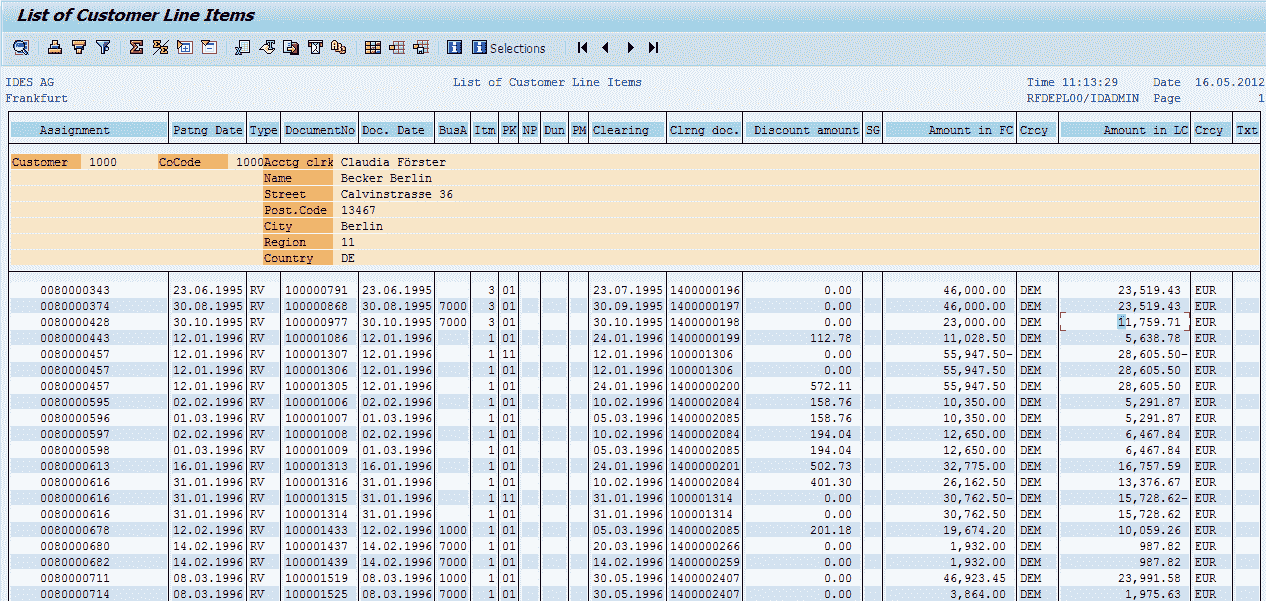 List of Customer Line Items
Selections
IDES AG List of Customer Line Items Time 11:13:29 Date 16.05.2012
Frankfurt RFDEPL00/IDADMIN Page 1
Assignment Pstng Date Type DocumentNo Doc. Date BusA Itm PK NP Dun PM Clearing Clrng doc. Discount amount SG Amount in FC Crcy Amount in LC Crcy Txt
Customer 1000 CoCode 1000 Acctg clrk Claudia Förster
Name Becker Berlin
Street Calvinstrasse 36
Post.Code 13467
City Berlin
Region 11
Country DE
0080000343 23.06.1995 RV 100000791 23.06.1995 3 01 23.07.1995 1400000196 0.00 46,000.00 DEM 23,519.43 EUR
0080000374 30.08.1995 RV 100000868 30.08.1995 7000 3 01 30.09.1995 1400000197 0.00 46,000.00 DEM 23,519.43 EUR
0080000428 30.10.1995 RV 100000977 30.10.1995 7000 3 01 30.10.1995 1400000198 0.00 23,000.00 DEM 11,759.71 EUR
0080000443 12.01.1996 RV 100001086 12.01.1996 1 01 24.01.1996 1400000199 112.78 11,028.50 DEM 5,638.78 EUR
0080000457 12.01.1996 RV 100001307 12.01.1996 1 11 12.01.1996 100001306 0.00 55,947.50- DEM 28,605.50- EUR
0080000457 12.01.1996 RV 100001306 12.01.1996 1 01 12.01.1996 100001306 0.00 55,947.50 DEM 28,605.50 EUR
0080000457 12.01.1996 RV 100001305 12.01.1996 1 01 24.01.1996 1400000200 572.11 55,947.50 DEM 28,605.50 EUR
0080000595 02.02.1996 RV 100001006 02.02.1996 1 01 10.02.1996 1400002084 158.76 10,350.00 DEM 5,291.87 EUR
0080000596 01.03.1996 RV 100001007 01.03.1996 1 01 05.03.1996 1400002085 158.76 10,350.00 DEM 5,291.87 EUR
0080000597 02.02.1996 RV 100001008 02.02.1996 1 01 10.02.1996 1400002084 194.04 12,650.00 DEM 6,467.84 EUR
0080000598 01.03.1996 RV 100001009 01.03.1996 1 01 05.03.1996 1400002085 194.04 12,650.00 DEM 6,467.84 EUR
0080000613 16.01.1996 RV 100001313 16.01.1996 1 01 24.01.1996 1400000201 502.73 32,775.00 DEM 16,757.59 EUR
0080000616 31.01.1996 RV 100001316 31.01.1996 1 01 10.02.1996 1400002084 401.30 26,162.50 DEM 13,376.67 EUR
0080000616 31.01.1996 RV 100001315 31.01.1996 1 11 31.01.1996 100001314 0.00 30,762.50- DEM 15,728.62- EUR
0080000616 31.01.1996 RV 100001314 31.01.1996 1 01 31.01.1996 100001314 0.00 30,762.50 DEM 15,728.62 EUR
0080000678 12.02.1996 RV 100001433 12.02.1996 1000 1 01 05.03.1996 1400002085 201.18 19,674.20 DEM 10,059.26 EUR
0080000680 14.02.1996 RV 100001437 14.02.1996 7000 1 01 20.03.1996 1400000266 0.00 1,932.00 DEM 987.82 EUR
0080000682 14.02.1996 RV 100001439 14.02.1996 7000 1 01 14.02.1996 1400000259 0.00 1,932.00 DEM 987.82 EUR
0080000711 08.03.1996 RV 100001519 08.03.1996 1000 1 01 30.05.1996 1400002407 0.00 46,923.45 DEM 23,991.58 EUR
0080000714 08.03.1996 RV 100001525 08.03.1996 7000 1 01 30.05.1996 1400002407 0.00 3,864.00 DEM 1,975.63 EUR